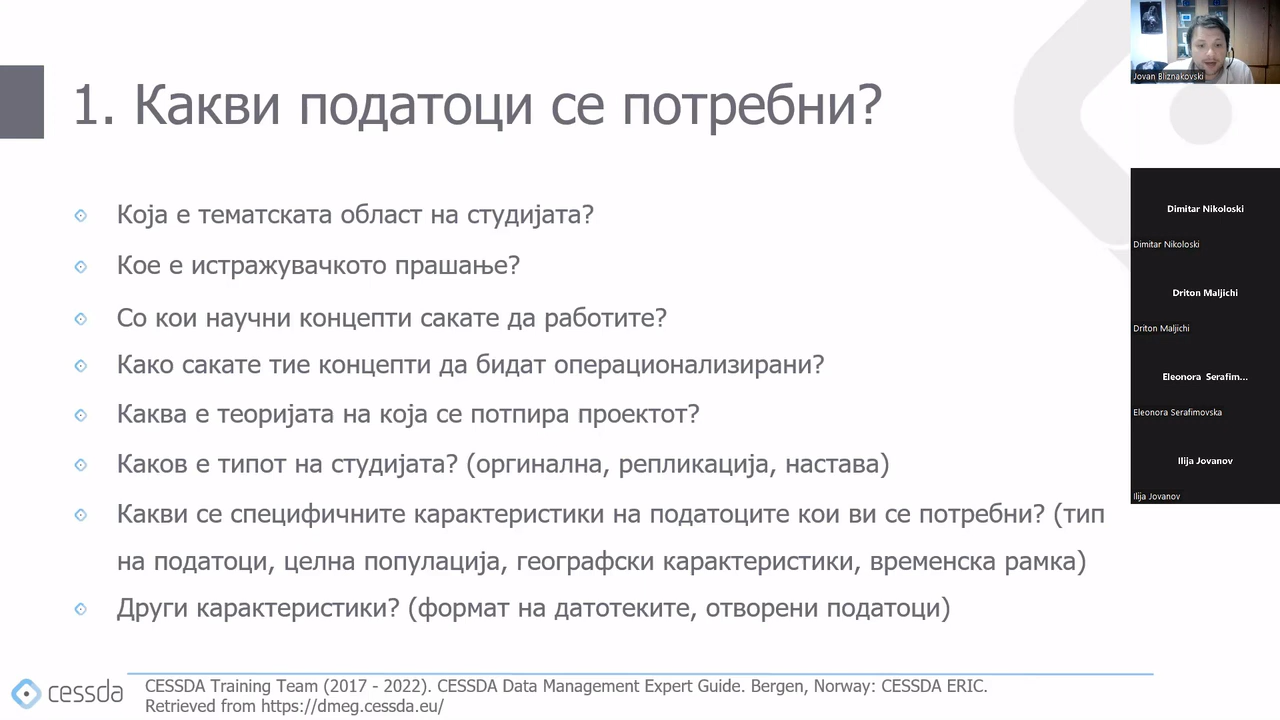 1. Какви податоци се потребни?
Која е тематската област на студијата?
Кое е истражувачкото прашање?
Со кои научни концепти сакате да работите?
Како сакате тие концепти да бидат операционализирани?
Каква е теоријата на која се потпира проектот?
Каков е типот на студијата? (оргинална, репликација, настава)
Какви се специфичните карактеристики на податоците кои ви се потребни? (тип
на податоци, целна популација, географски карактеристики, временска рамка)
Други карактеристики? (формат на датотеките, отворени податоци)
cessda
CESSDA Training Team (2017 - 2022). CESSDA Data Management Expert Guide. Bergen, Norway: CESSDA ERIC.
Retrieved from https://dmeg.cessda.eu/
Jovan Bliznakovski
Dimitar Nikoloski
Dimitar Nikoloski
Driton Maljichi
Driton Maljichi
Eleonora Serafim...
Eleonora Serafimovska
Ilija Jovanov
Ilija Jovanov